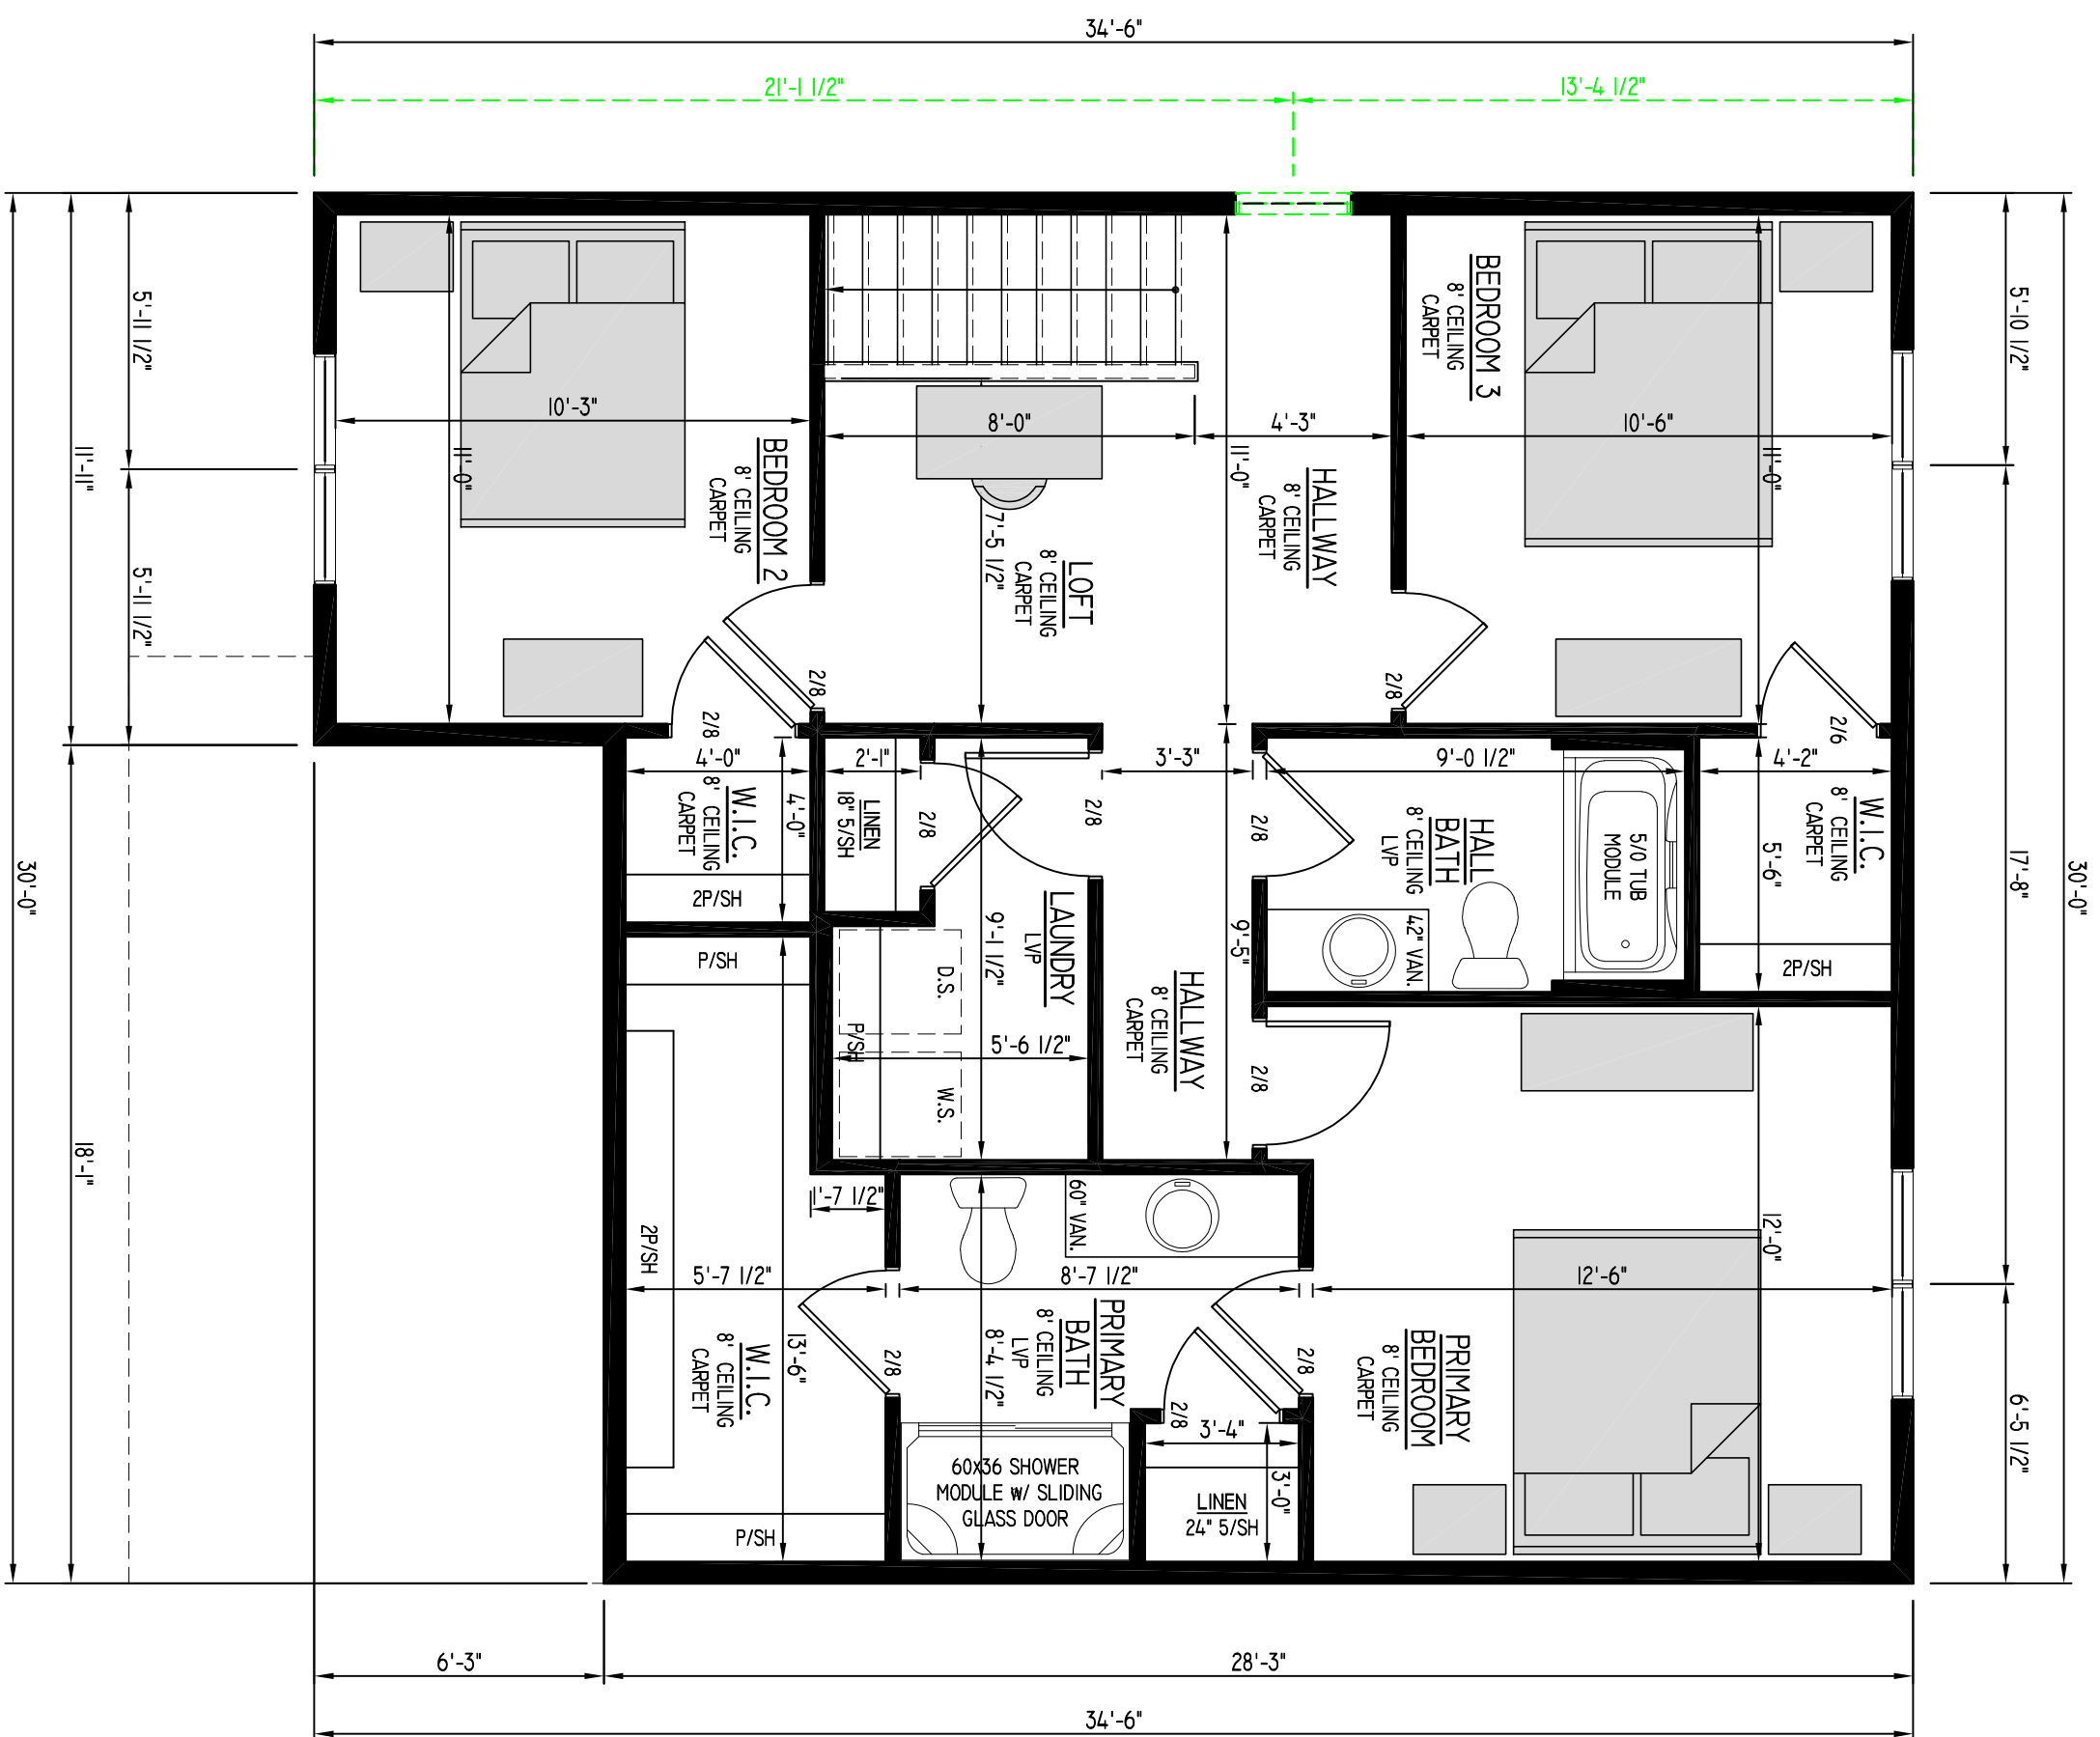 34'-6"
21'-1 1/2"
13'-4 1/2"
5'-11 1/2"
11'-11"
5'-11 1/2"
30'-0"
18'-1"
5'-10 1/2"
17'-8"
30'-0"
6'-5 1/2"
BEDROOM 3
8' CEILING
CARPET
10'-6"
11'-0"
10'-3"
11'-0"
BEDROOM 2
8' CEILING
CARPET
8'-0"
4'-3"
11'-0"
HALLWAY
8' CEILING
CARPET
7'-5 1/2"
LOFT
8' CEILING
CARPET
2/8
2/8
2/8
2/6
4'-0"
4'-0"
W.I.C.
8' CEILING
CARPET
2P/SH
2'-1"
LINEN
18" 5/SH
2/8
2/8
3'-3"
2/8
9'-0 1/2"
HALL
BATH
8' CEILING
LVP
42" VAN.
5/0 TUB
MODULE
4'-2"
5'-6"
W.I.C.
8' CEILING
CARPET
2P/SH
LAUNDRY
LVP
9'-1 1/2"
D.S.
P/SH
5'-6 1/2"
W.S.
9'-5"
HALLWAY
8' CEILING
CARPET
2/8
P/SH
2P/SH
1'-7 1/2"
5'-7 1/2"
13'-6"
W.I.C.
8' CEILING
CARPET
P/SH
2/8
60" VAN.
8'-7 1/2"
PRIMARY
BATH
8' CEILING
LVP
8'-4 1/2"
2/8
2/8
3'-4"
3'-0"
LINEN
24" 5/SH
60x36 SHOWER
MODULE W/ SLIDING
GLASS DOOR
12'-0"
12'-6"
PRIMARY
BEDROOM
8' CEILING
CARPET
6'-3"
28'-3"
34'-6"